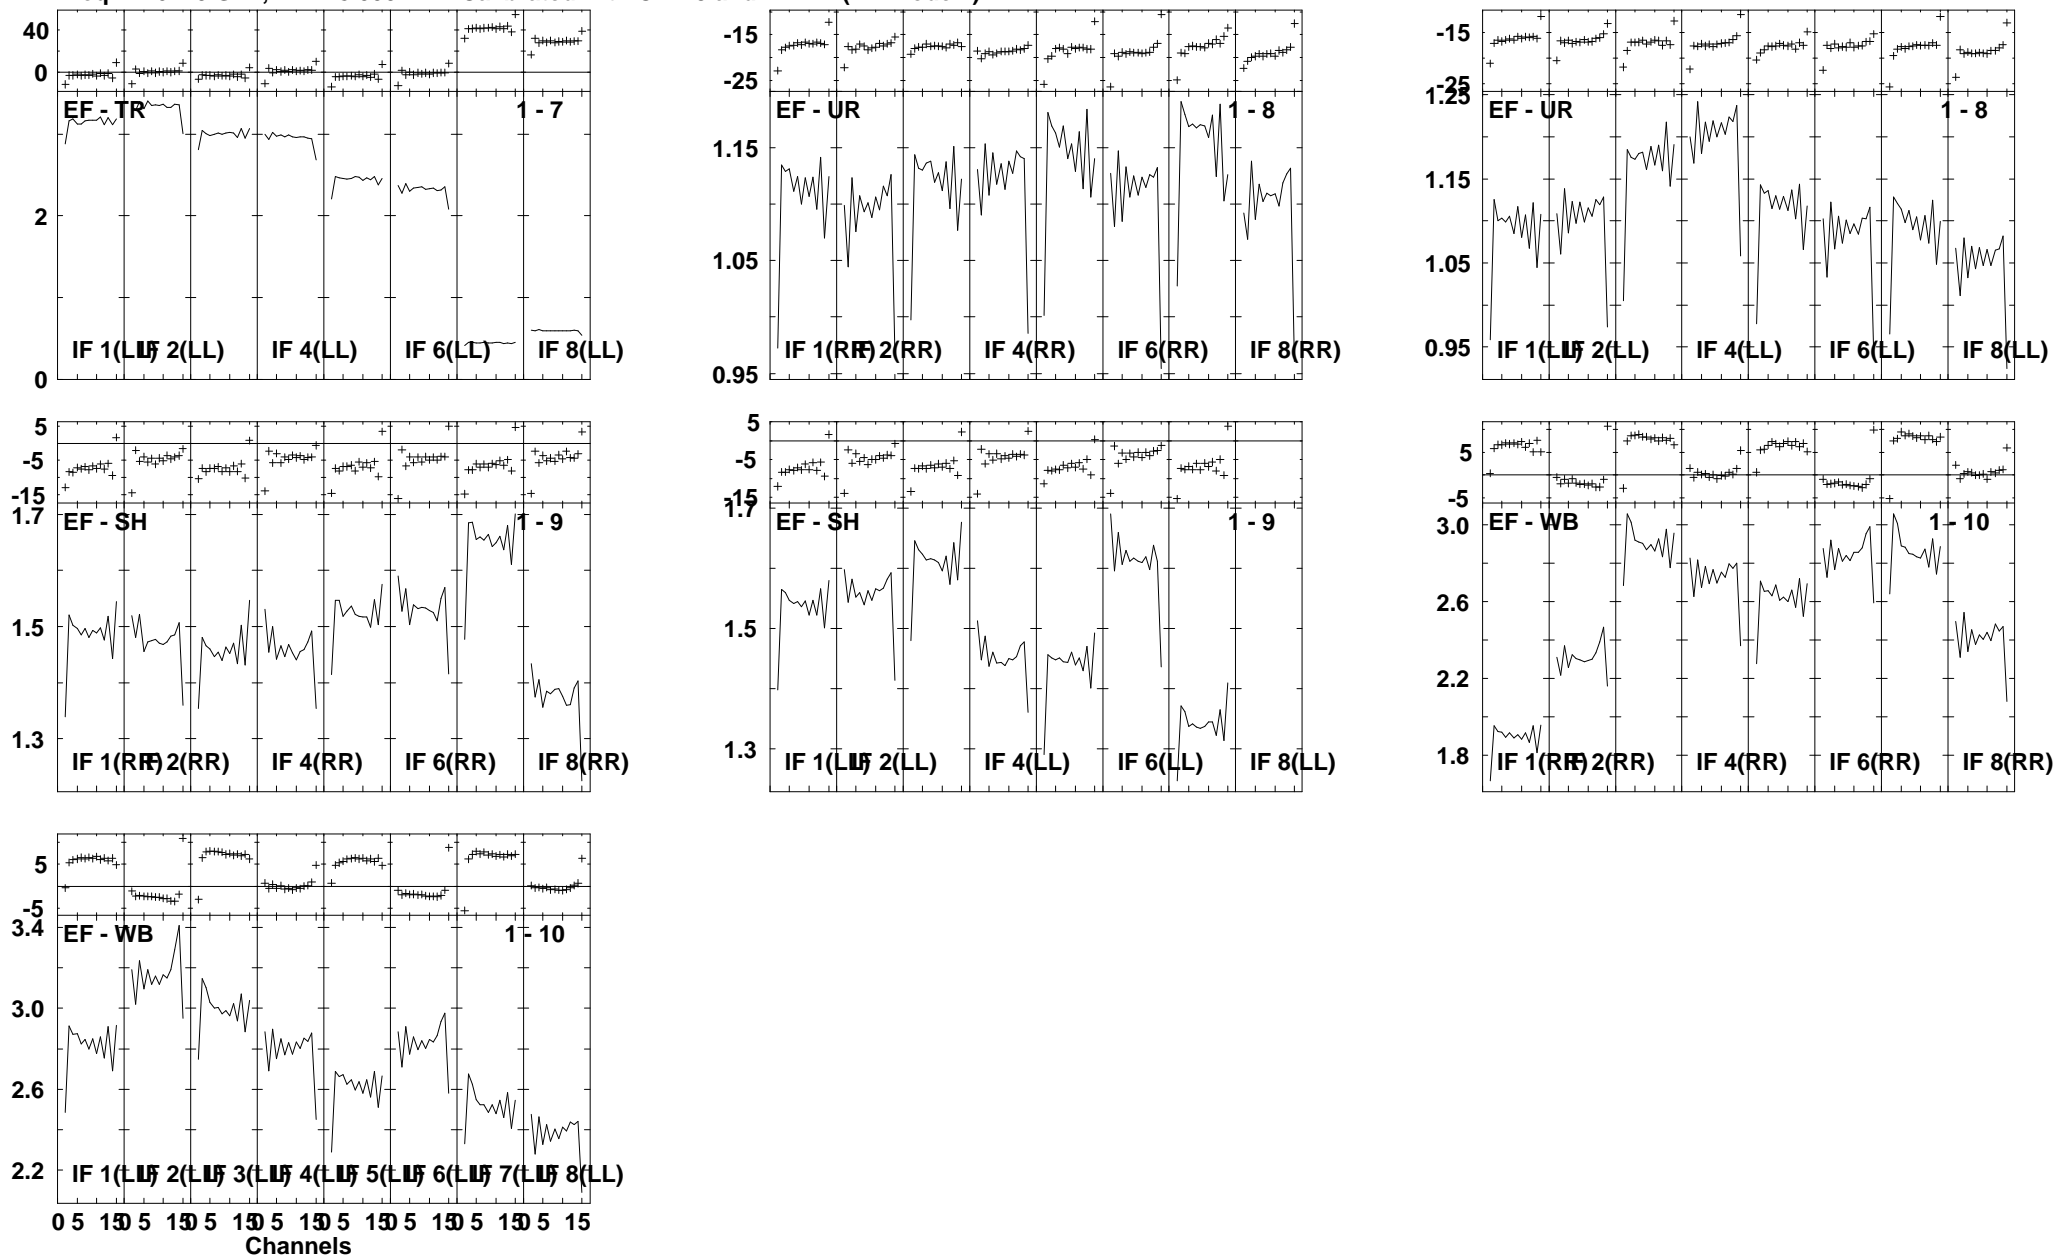 40
0
EF - TR
1 - 7
2
0
IF 1(LL) IF 2(LL) IF 4(LL) IF 6(LL) IF 8(LL)
-15
-25
EF - UR
1 - 8
1.15
1.05
0.95
IF 1(RR) IF 2(RR) IF 4(RR) IF 6(RR) IF 8(RR)
-15
-25
1.25
EF - UR
1 - 8
1.15
1.05
0.95
IF 1(LL) IF 2(LL) IF 4(LL) IF 6(LL) IF 8(LL)
5
-5
-15
1.7
EF - SH
1 - 9
1.5
1.3
IF 1(RR) IF 2(RR) IF 4(RR) IF 6(RR) IF 8(RR)
5
-5
-15
1.7
EF - SH
1 - 9
1.5
1.3
IF 1(LL) IF 2(LL) IF 4(LL) IF 6(LL) IF 8(LL)
5
-5
EF - WB
1 - 10
3.0
2.6
2.2
1.8
IF 1(RR) IF 2(RR) IF 4(RR) IF 6(RR) IF 8(RR)
5
-5
3.4
EF - WB
1 - 10
3.0
2.6
2.2
IF 1(LL) IF 2(LL) IF 3(LL) IF 4(LL) IF 5(LL) IF 6(LL) IF 7(LL) IF 8(LL)
0 5 15 0 5 15 0 5 15 0 5 15 0 5 15 0 5 15 0 5 15 0 5 15
Channels